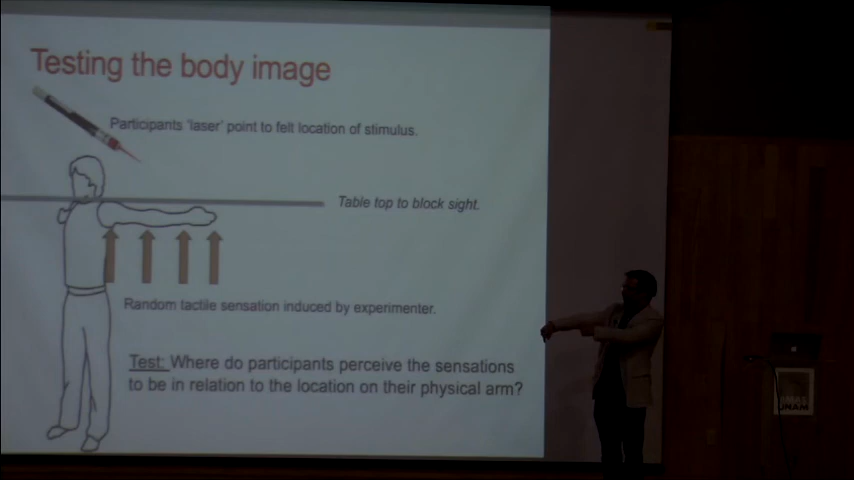 Testing the body image
Participants 'laser' point to felt location of stimulus.
Table top to block sight.
Random tactile sensation induced by experimenter.
Test: Where do participants perceive the sensations
to be in relation to the location on their physical arm?
UNAM